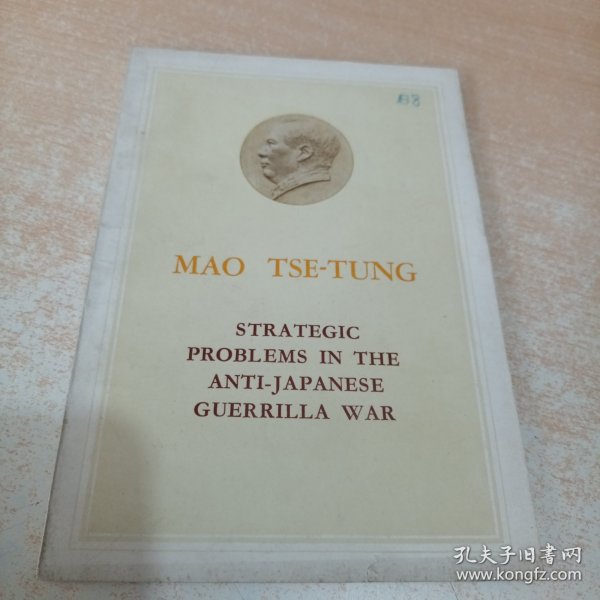 MAO TSE-TUNG
STRATEGIC
PROBLEMS IN THE
ANTI-JAPANESE
GUERRILLA WAR
孔夫子旧书网
www.kongfz.com